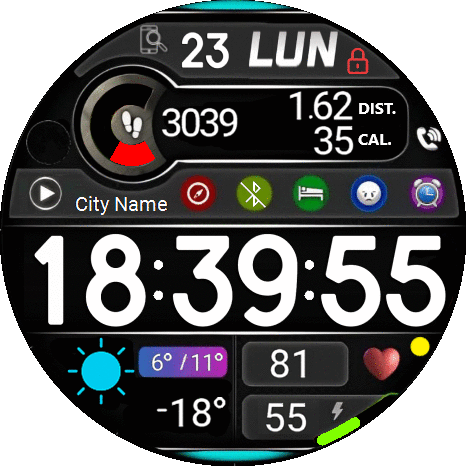 23 LUN
3039
1.62 DIST.
35 CAL.
City Name
18:39:55
6° /11°
-18°
81
55